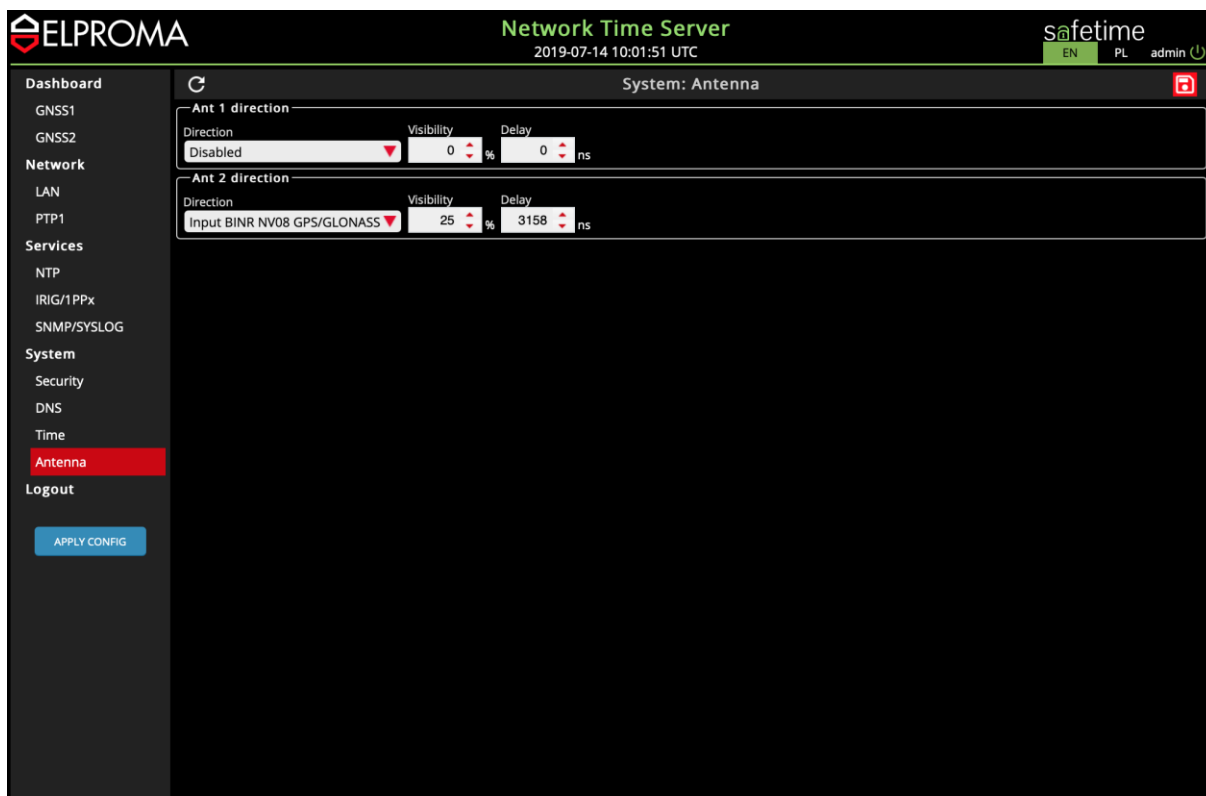 ELPROMA
Network Time Server
2019-07-14 10:01:51 UTC
safetime
EN PL admin
Dashboard
GNSS1
GNSS2
Network
LAN
PTP1
Services
NTP
IRIG/1PPx
SNMP/SYSLOG
System
Security
DNS
Time
Antenna
Logout
APPLY CONFIG
System: Antenna
Ant 1 direction
Direction Visibility Delay
Disabled 0 % 0 ns
Ant 2 direction
Direction Visibility Delay
Input BINR NV08 GPS/GLONASS 25 % 3158 ns